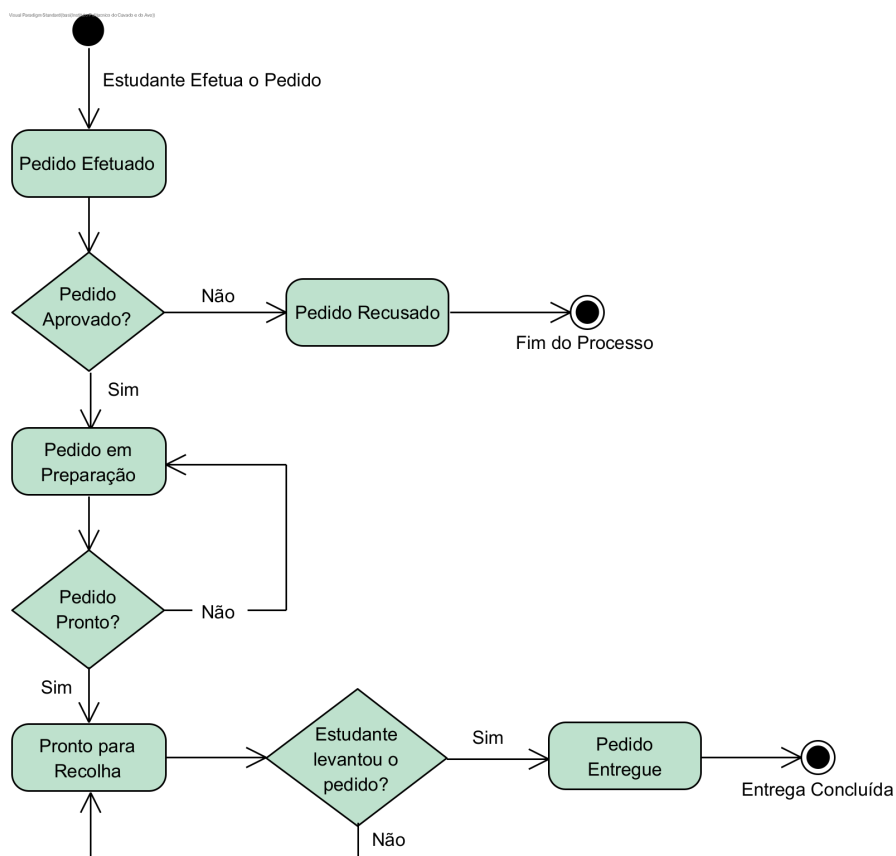 Estudante Efetua o Pedido
Pedido Efetuado
Pedido
Aprovado?
Não
Pedido Recusado
Fim do Processo
Sim
Pedido em
Preparação
Pedido
Pronto?
Não
Sim
Pronto para
Recolha
Estudante
levantou o
pedido?
Sim
Pedido
Entregue
Entrega Concluída
Não